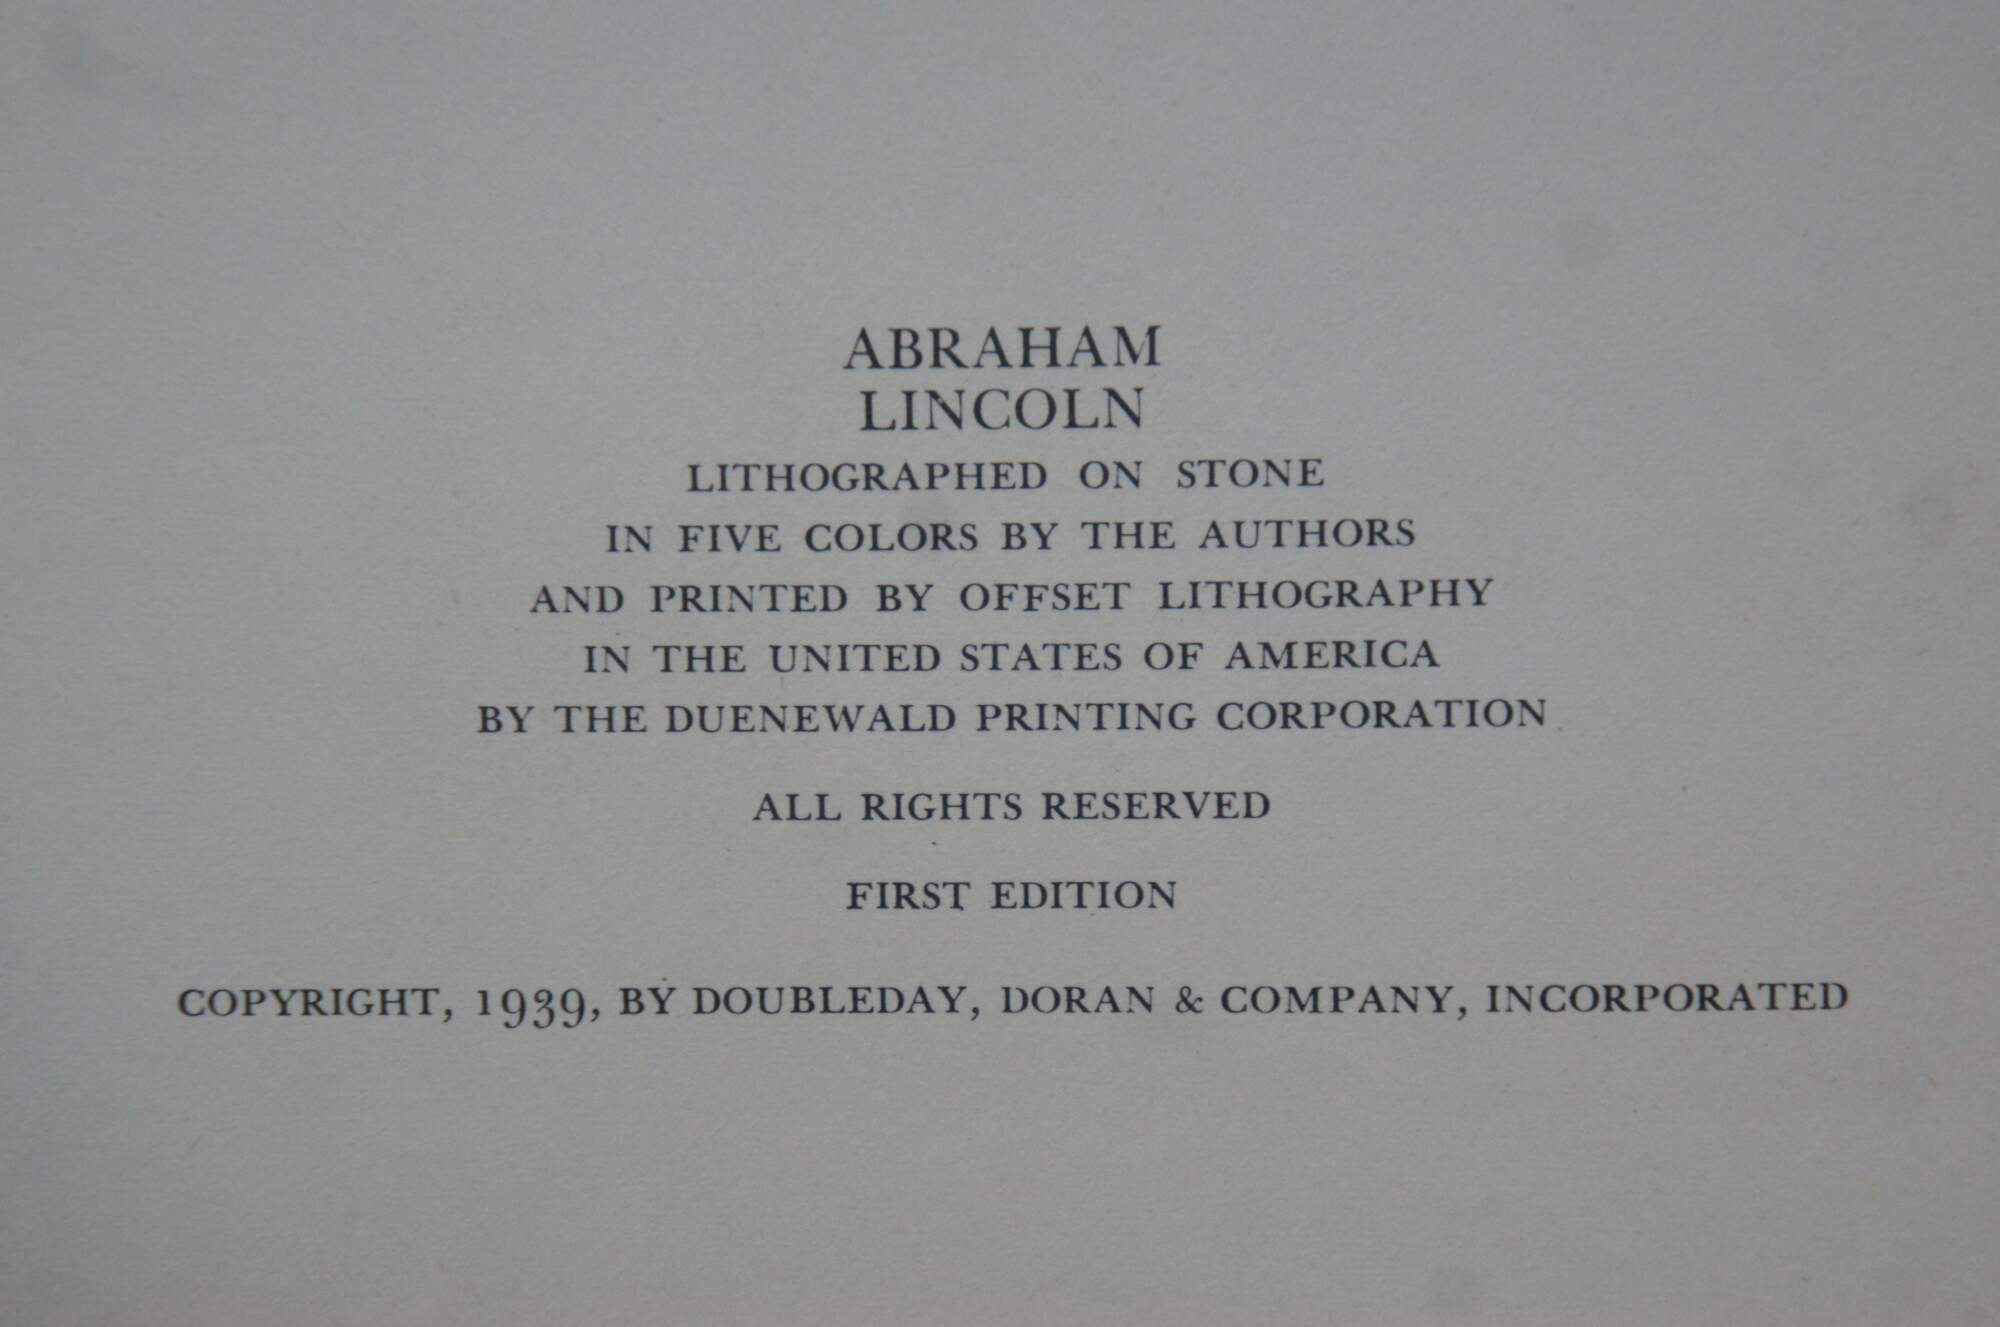 ABRAHAM
LINCOLN
LITHOGRAPHED ON STONE
IN FIVE COLORS BY THE AUTHORS
AND PRINTED BY OFFSET LITHOGRAPHY
IN THE UNITED STATES OF AMERICA
BY THE DUENEWALD PRINTING CORPORATION
ALL RIGHTS RESERVED
FIRST EDITION
COPYRIGHT, 1939, BY DOUBLEDAY, DORAN & COMPANY, INCORPORATED